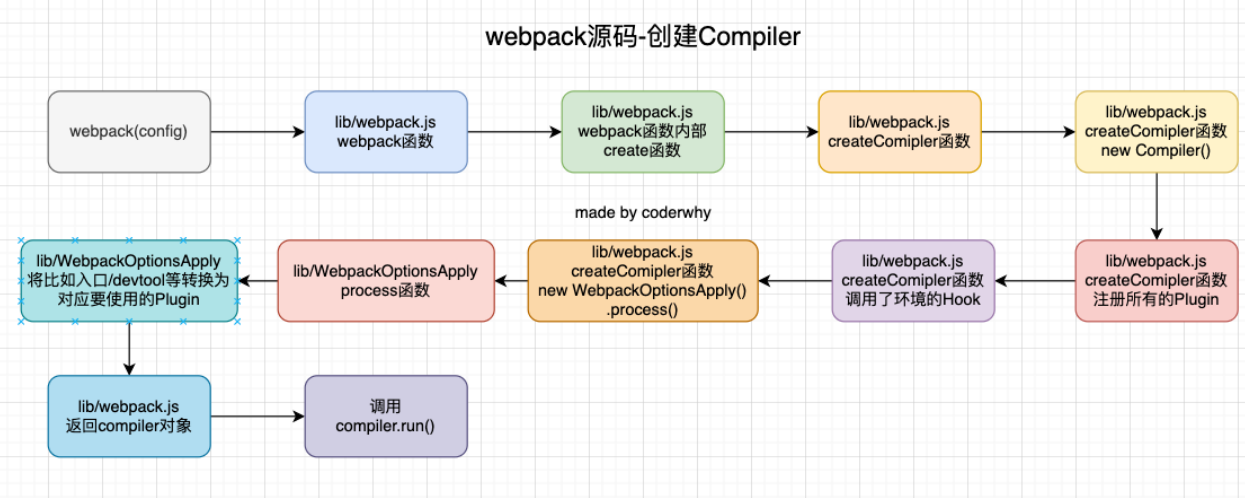 webpack源码-创建Compiler
webpack(config)
lib/webpack.js
webpack函数
lib/webpack.js
webpack函数内部
create函数
lib/webpack.js
createComipler函数
lib/webpack.js
createComipler函数
new Compiler()
made by coderwhy
lib/webpack.js
createComipler函数
注册所有的Plugin
lib/webpack.js
createComipler函数
调用了环境的Hook
lib/webpack.js
createComipler函数
new WebpackOptionsApply()
.process()
lib/WebpackOptionsApply
process函数
lib/WebpackOptionsApply
将比如入口/devtool等转换为
对应要使用的Plugin
lib/webpack.js
返回compiler对象
调用
compiler.run()